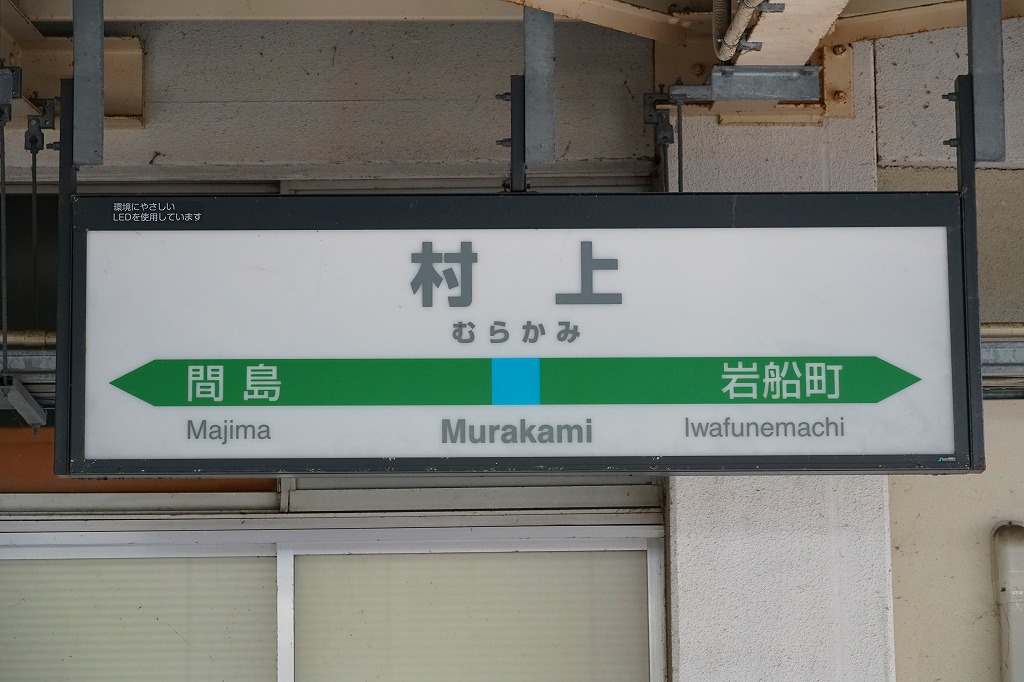 環境にやさしい
LEDを使用しています
村上
むらかみ
間島 岩船町
Majima Murakami Iwafunemachi